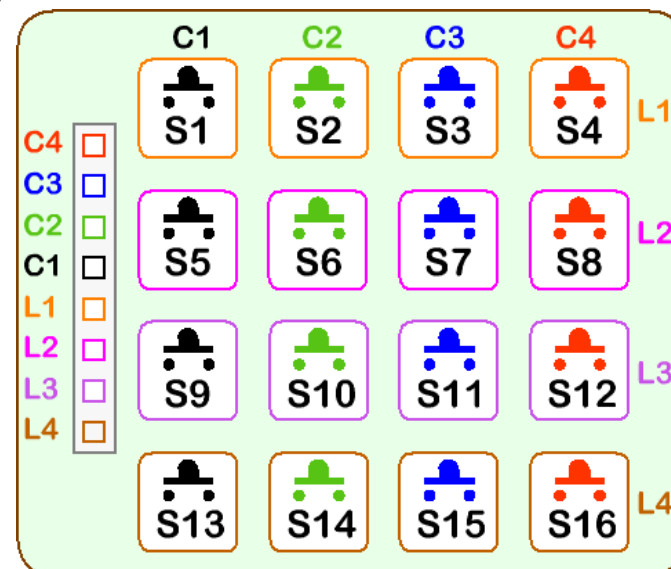 C1 C2 C3 C4
S1 S2 S3 S4 L1
C4
C3
C2
C1
L1
L2
L3
L4
S5 S6 S7 S8 L2
S9 S10 S11 S12 L3
S13 S14 S15 S16 L4